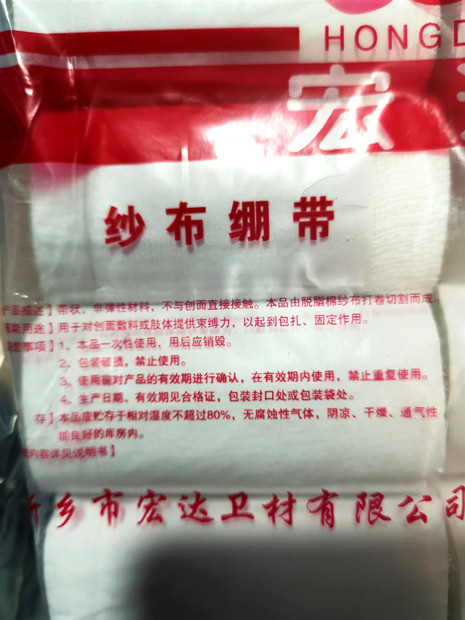 HONGD
宏
纱布绷带
产品描述】带状，非弹性材料，不与创面直接接触。本品由脱脂棉纱布打卷切割而成。
用途】用于对创面敷料或肢体提供束缚力，以起到包扎、固定作用。
事项】1、本品一次性使用，用后应销毁。
2、包装破损，禁止使用。
3、使用前对产品的有效期进行确认，在有效期内使用，禁止重复使用。
4、生产日期、有效期见合格证，包装封口处或包装袋处。
存】本品应贮存于相对湿度不超过80%，无腐蚀性气体，阴凉、干燥、通气性
能良好的库房内。
内容详见说明书】
乡市宏达卫材有限公司